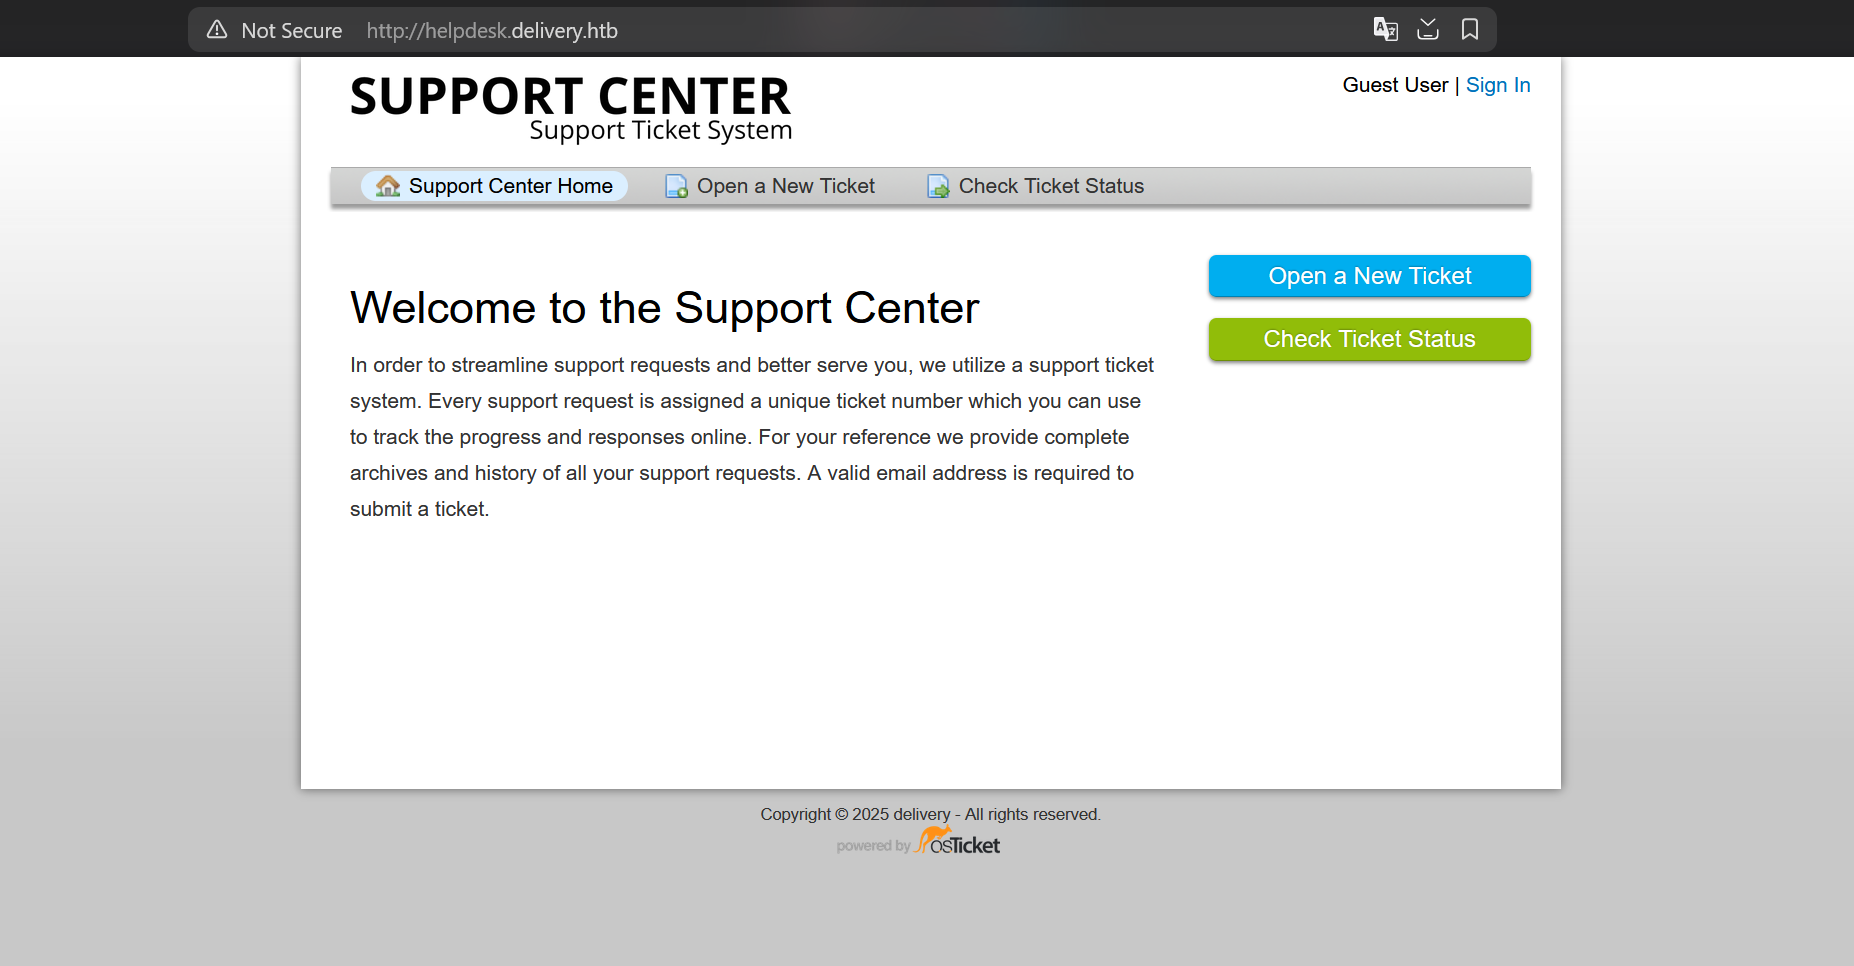 Not Secure http://helpdesk.delivery.htb
SUPPORT CENTER
Support Ticket System
Guest User | Sign In
Support Center Home Open a New Ticket Check Ticket Status
Open a New Ticket
Check Ticket Status
Welcome to the Support Center
In order to streamline support requests and better serve you, we utilize a support ticket
system. Every support request is assigned a unique ticket number which you can use
to track the progress and responses online. For your reference we provide complete
archives and history of all your support requests. A valid email address is required to
submit a ticket.
Copyright © 2025 delivery - All rights reserved.
powered by osTicket